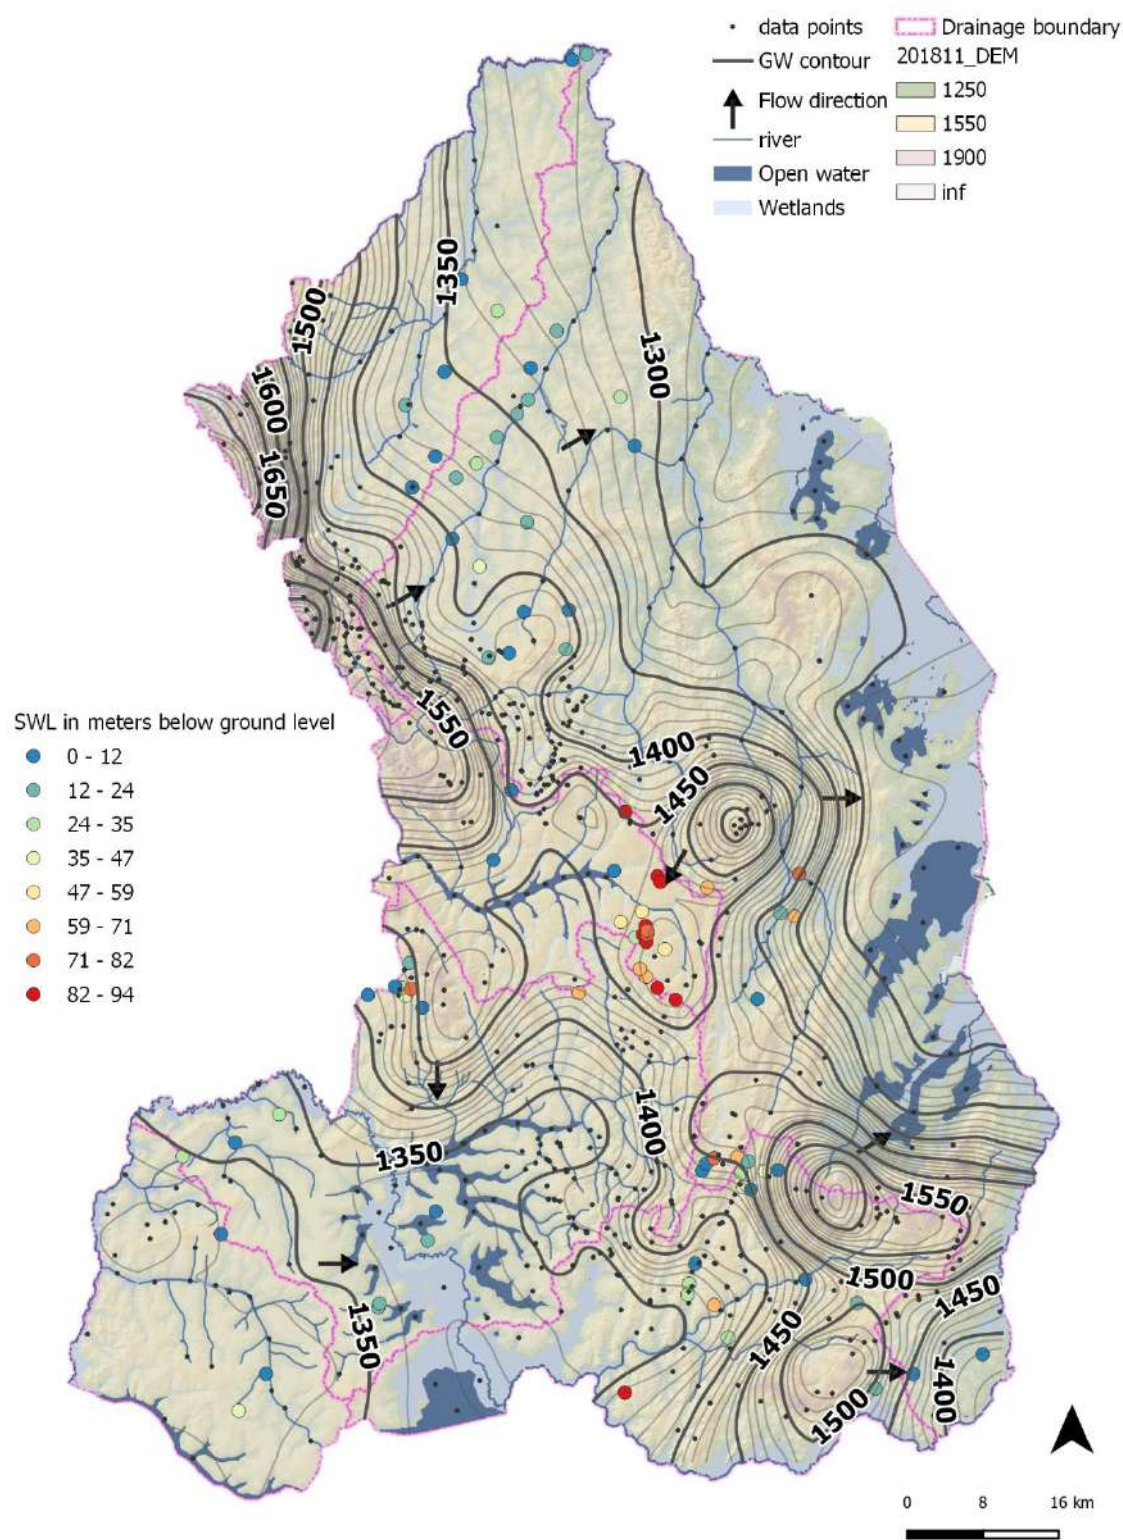 data points
GW contour
Flow direction
river
Open water
Wetlands
Drainage boundary
201811_DEM
1250
1550
1900
inf
1350
1500
1300
1600
1650
1550
1400
1450
SWL in meters below ground level
0 - 12
12 - 24
24 - 35
35 - 47
47 - 59
59 - 71
71 - 82
82 - 94
1400
1350
1550
1500
1450
1350
1450
1400
1500
0 8 16 km